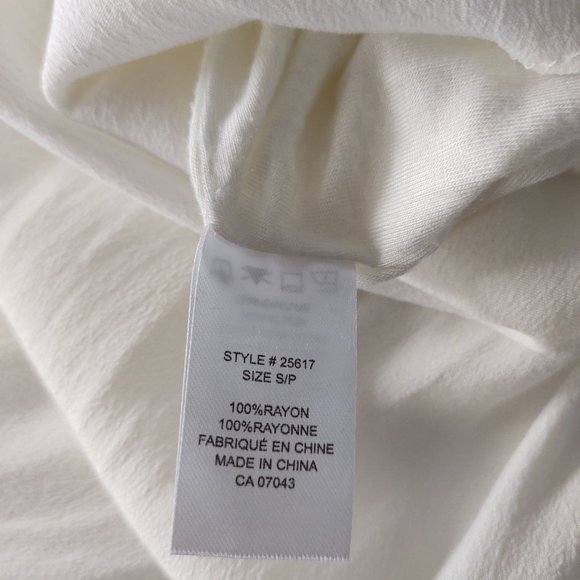 STYLE # 25617
SIZE S/P
100%RAYON
100%RAYONNE
FABRIQUÉ EN CHINE
MADE IN CHINA
CA 07043